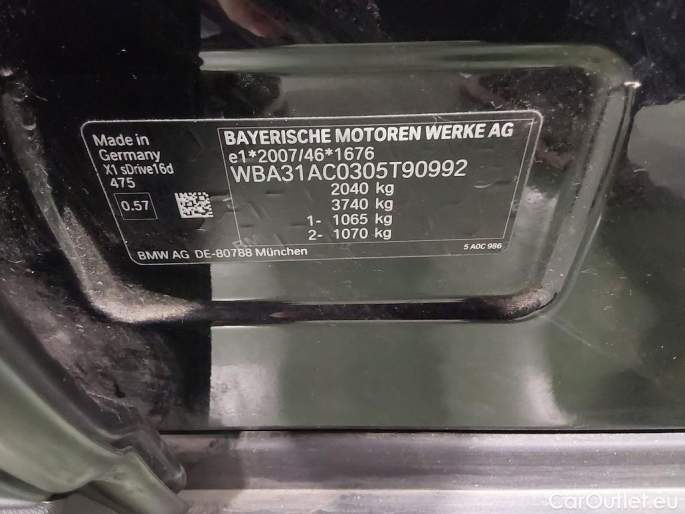 Made in
Germany
X1 sDrive16d
475
0.57
BAYERISCHE MOTOREN WERKE AG
e1*2007/46*1676
WBA31AC0305T90992
2040 kg
3740 kg
1- 1065 kg
2- 1070 kg
BMW AG DE-80788 München
5 A0C 986
CarOutlet.eu